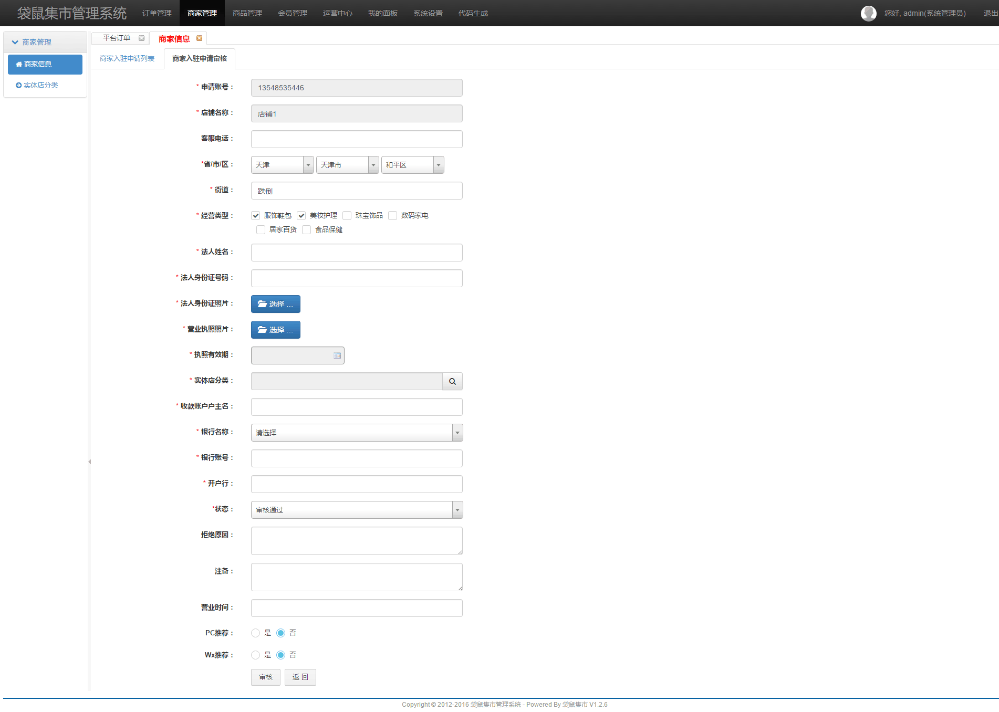 袋鼠集市管理系统 订单管理 商家管理 商品管理 会员管理 运营中心 我的面板 系统设置 代码生成 您好, admin(系统管理员) 退出
商家管理
商家信息
实体店分类
平台订单 商家信息
商家入驻申请列表 商家入驻申请审核
* 申请账号： 13548535446
* 店铺名称： 店铺1
客服电话：
*省/市/区： 天津 天津市 和平区
* 街道： 跌倒
* 经营类型： 服饰鞋包 美妆护理 珠宝饰品 数码家电
居家百货 食品保健
* 法人姓名：
* 法人身份证号码：
* 法人身份证照片： 选择 ...
* 营业执照照片： 选择 ...
* 执照有效期：
* 实体店分类：
* 收款账户户主名：
* 银行名称： 请选择
* 银行账号：
* 开户行：
*状态： 审核通过
拒绝原因：
注备：
营业时间：
PC推荐： 是 否
Wx推荐： 是 否
审核 返 回
Copyright © 2012-2016 袋鼠集市管理系统 - Powered By 袋鼠集市 V1.2.6